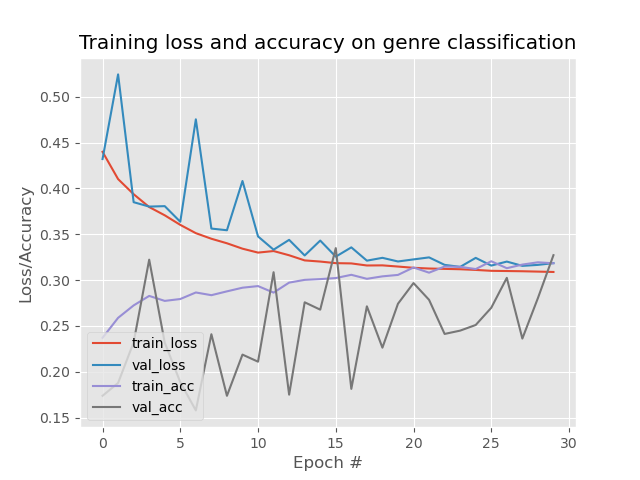 Training loss and accuracy on genre classification
0.50
0.45
0.40
0.35
0.30
0.25
0.20
0.15
Loss/Accuracy
train_loss
val_loss
train_acc
val_acc
0 5 10 15 20 25 30
Epoch #